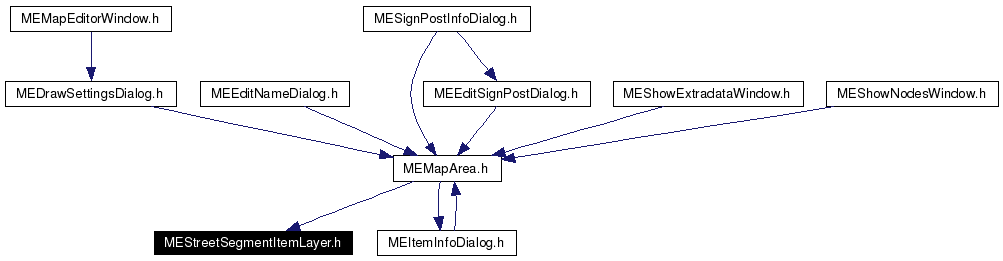 MEMapEditorWindow.h
MESignPostInfoDialog.h
MEDrawSettingsDialog.h
MEEditNameDialog.h
MEEditSignPostDialog.h
MEShowExtradataWindow.h
MEShowNodesWindow.h
MEMapArea.h
MEStreetSegmentItemLayer.h
MEItemInfoDialog.h